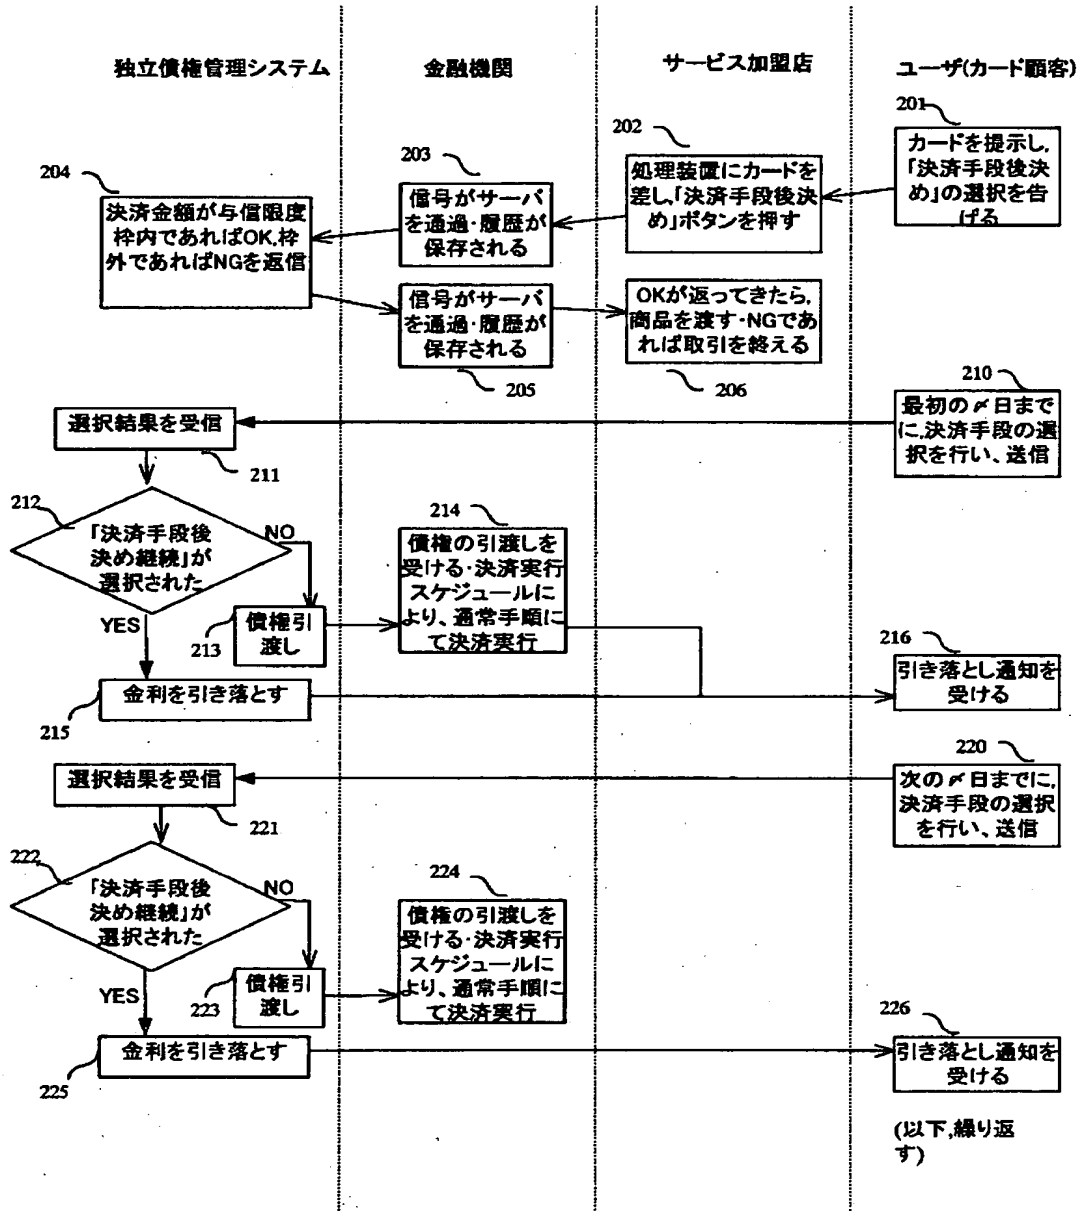 独立債権管理システム
金融機関
サービス加盟店
ユーザ(カード顧客)
201
カードを提示し,
「決済手段後決
め」の選択を告
げる
202
処理装置にカードを
差し,「決済手段後決
め」ボタンを押す
203
信号がサーバ
を通過・履歴が
保存される
204
決済金額が与信限度
枠内であればOK,枠
外であればNGを返信
信号がサーバ
を通過・履歴が
保存される
205
OKが返ってきたら,
商品を渡す・NGであ
れば取引を終える
206
210
最初の〆日まで
に,決済手段の選
択を行い、送信
選択結果を受信
211
212
「決済手段後
決め継続」が
選択された
NO
YES
213
債権引
渡し
214
債権の引渡しを
受ける・決済実行
スケジュールに
より、通常手順に
て決済実行
金利を引き落とす
215
216
引き落とし通知を
受ける
220
次の〆日までに,
決済手段の選択
を行い、送信
選択結果を受信
221
222
「決済手段後
決め継続」が
選択された
NO
YES
223
債権引
渡し
224
債権の引渡しを
受ける・決済実行
スケジュールに
より、通常手順に
て決済実行
金利を引き落とす
225
226
引き落とし通知を
受ける
(以下,繰り返
す)